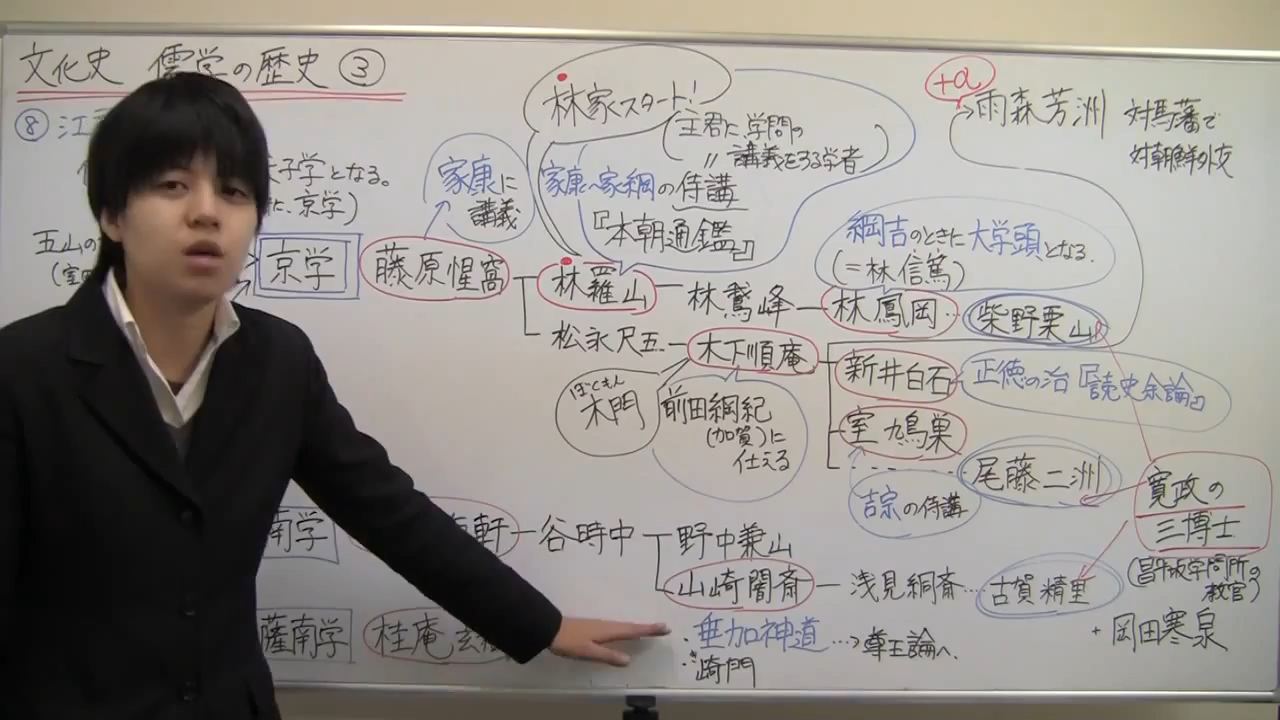 文化史 儒学の歴史 ③
⑧ 江
朱子学となる。
に、京学)
五山の
京学
藤原惺窩
家康に
講義
林家スタート!
(主君に学問の
〃 講義をする学者)
家康〜家綱の侍講
『本朝通鑑』
林羅山
林鵞峰
林鳳岡
綱吉のときに大学頭となる.
(=林信篤)
柴野栗山
+α
雨森芳洲
対馬藩で
対朝鮮外交
松永尺五
木下順庵
ぼくもん
木門
前田綱紀
(加賀)に
仕える
新井白石
正徳の治『読史余論』
室鳩巣
吉宗の侍講
尾藤二洲
寛政の
三博士
(昌平坂学問所の
教官)
+ 岡田寒泉
南学
軒
谷時中
野中兼山
山崎闇斎
浅見絅斎
古賀精里
・垂加神道 …→尊王論へ.
・崎門
薩南学
桂庵玄